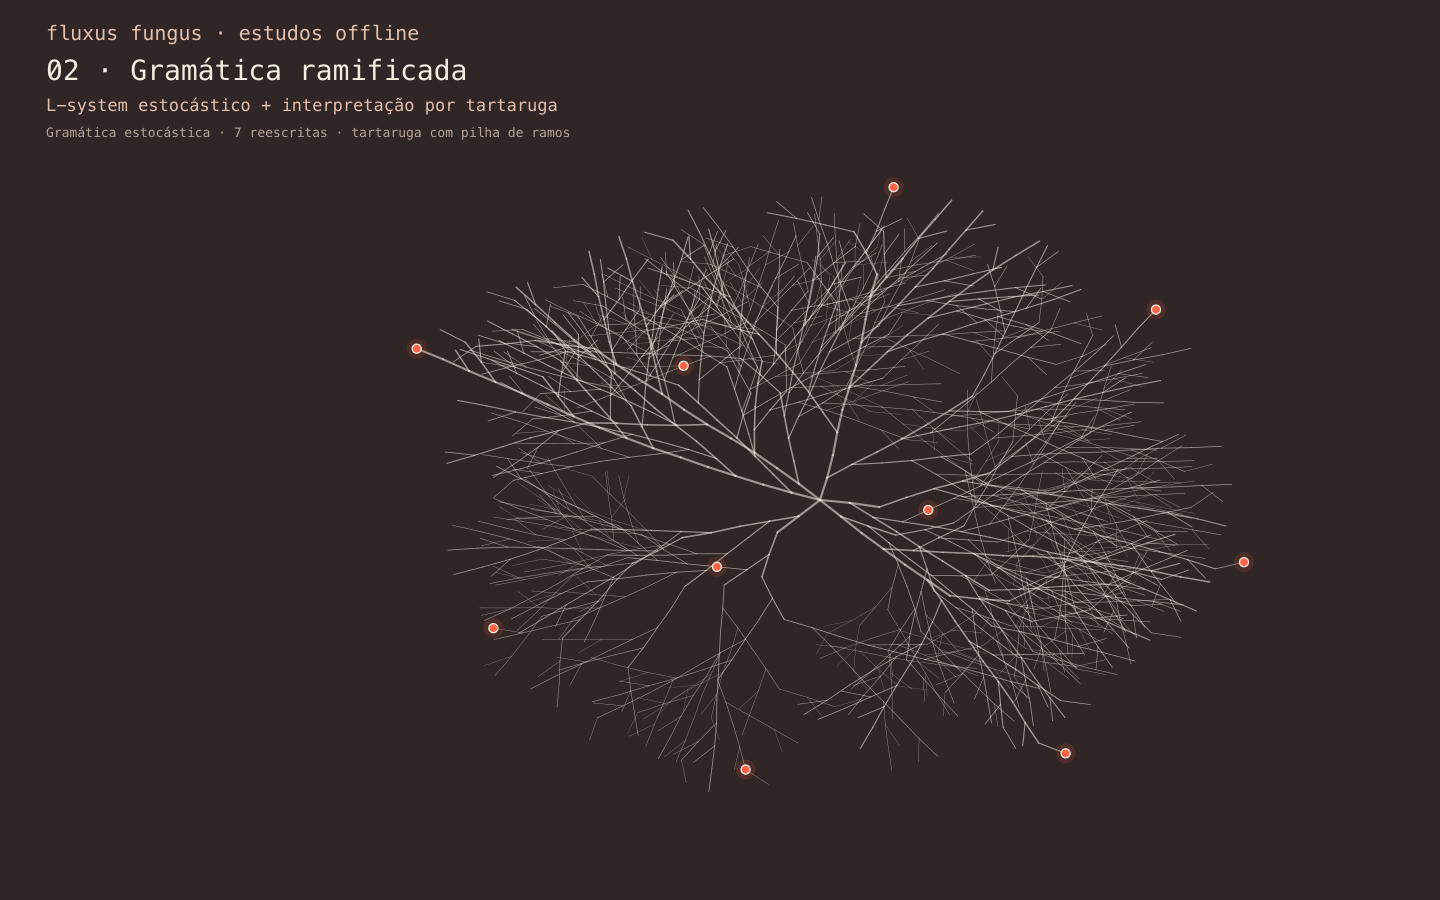 fluxus fungus · estudos offline
02 · Gramática ramificada
L−system estocástico + interpretação por tartaruga
Gramática estocástica · 7 reescritas · tartaruga com pilha de ramos